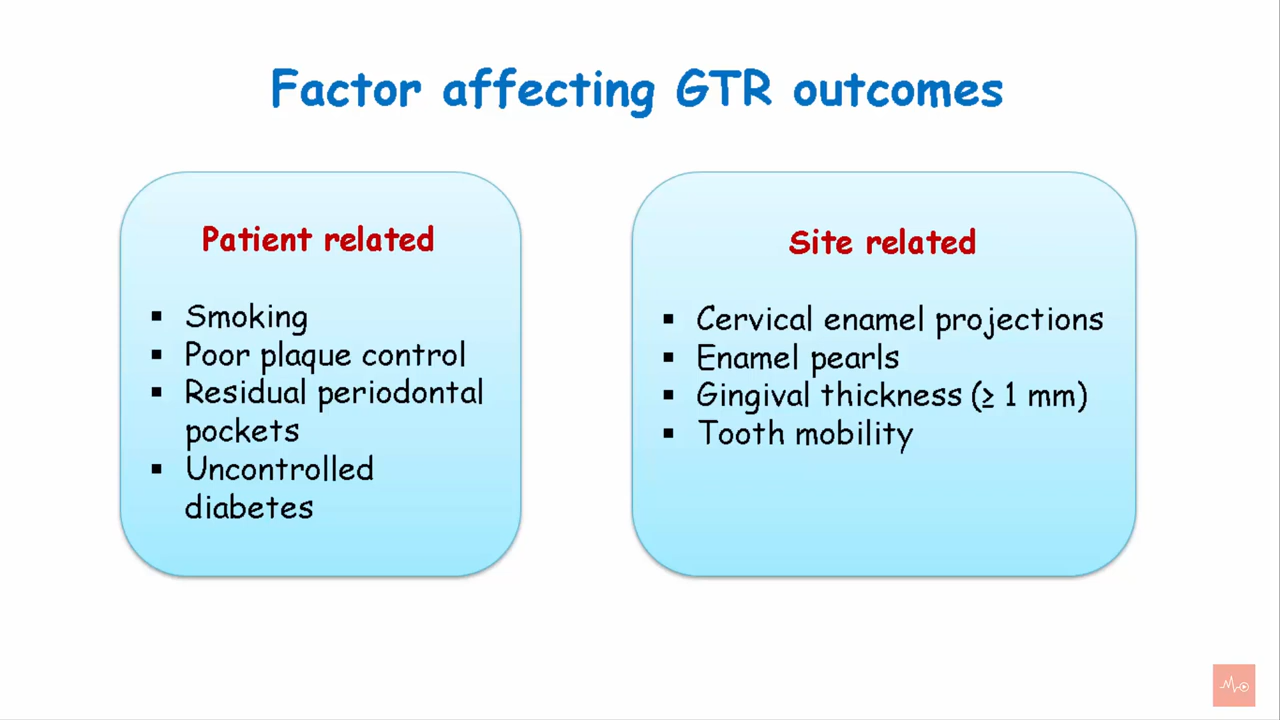 Factor affecting GTR outcomes
Patient related
▪ Smoking
▪ Poor plaque control
▪ Residual periodontal
pockets
▪ Uncontrolled
diabetes
Site related
▪ Cervical enamel projections
▪ Enamel pearls
▪ Gingival thickness (≥ 1 mm)
▪ Tooth mobility